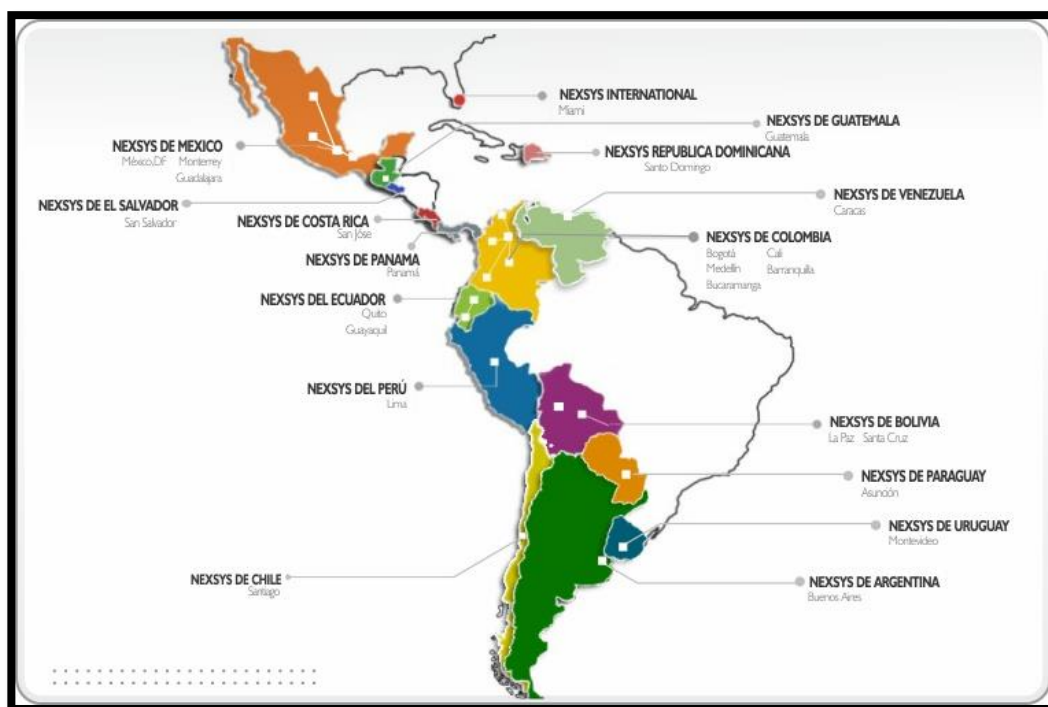 NEXSYS INTERNATIONAL
Miami
NEXSYS DE GUATEMALA
Guatemala
NEXSYS DE MEXICO
México,DF Monterrey
Guadalajara
NEXSYS REPUBLICA DOMINICANA
Santo Domingo
NEXSYS DE EL SALVADOR
San Salvador
NEXSYS DE VENEZUELA
Caracas
NEXSYS DE COSTA RICA
San Jóse
NEXSYS DE COLOMBIA
Bogotá Cali
Medellín Barranquilla
Bucaramanga
NEXSYS DE PANAMA
Panamá
NEXSYS DEL ECUADOR
Quito
Guayaquil
NEXSYS DEL PERÚ
Lima
NEXSYS DE BOLIVIA
La Paz Santa Cruz
NEXSYS DE PARAGUAY
Asunción
NEXSYS DE URUGUAY
Montevideo
NEXSYS DE CHILE
Santiago
NEXSYS DE ARGENTINA
Buenos Aires